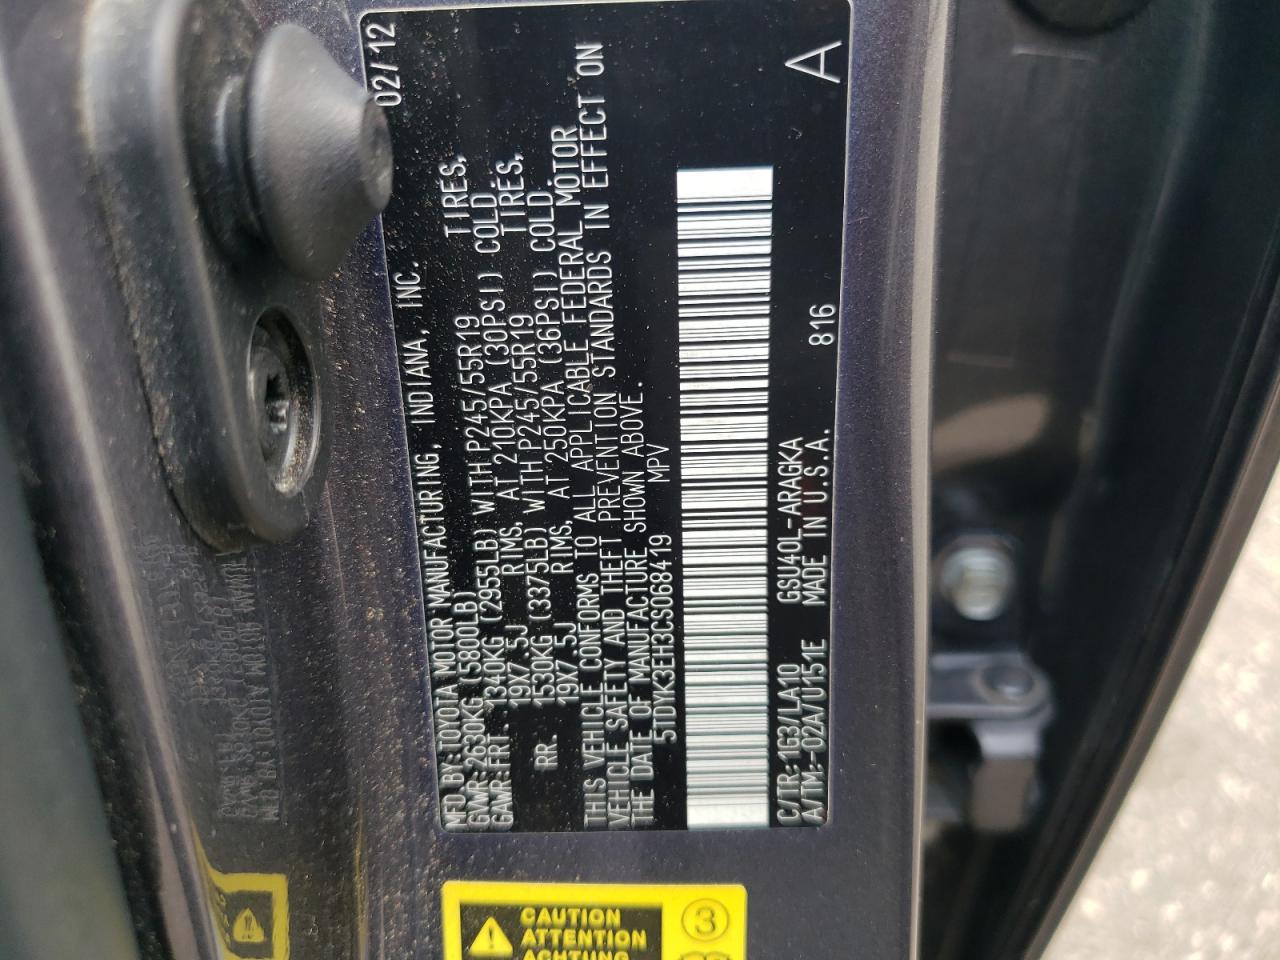 MFD. BY: TOYOTA MOTOR MANUFACTURING, INDIANA, INC. 02/12
GVWR: 2630KG (5800LB)
GAWR: FRT. 1340KG (2955LB) WITH P245/55R19 TIRES,
19X7.5J RIMS, AT 210KPA (30PSI) COLD.
RR. 1530KG (3375LB) WITH P245/55R19 TIRES,
19X7.5J RIMS, AT 250KPA (36PSI) COLD.
THIS VEHICLE CONFORMS TO ALL APPLICABLE FEDERAL MOTOR
VEHICLE SAFETY AND THEFT PREVENTION STANDARDS IN EFFECT ON
THE DATE OF MANUFACTURE SHOWN ABOVE.
5TDYK3EH3CS068419 MPV
C/TR: 1G3/LA10 GSU40L-ARAGKA 816 A
A/TM:-02A/U151E MADE IN U.S.A.
CAUTION
ATTENTION
ACHTUNG
3